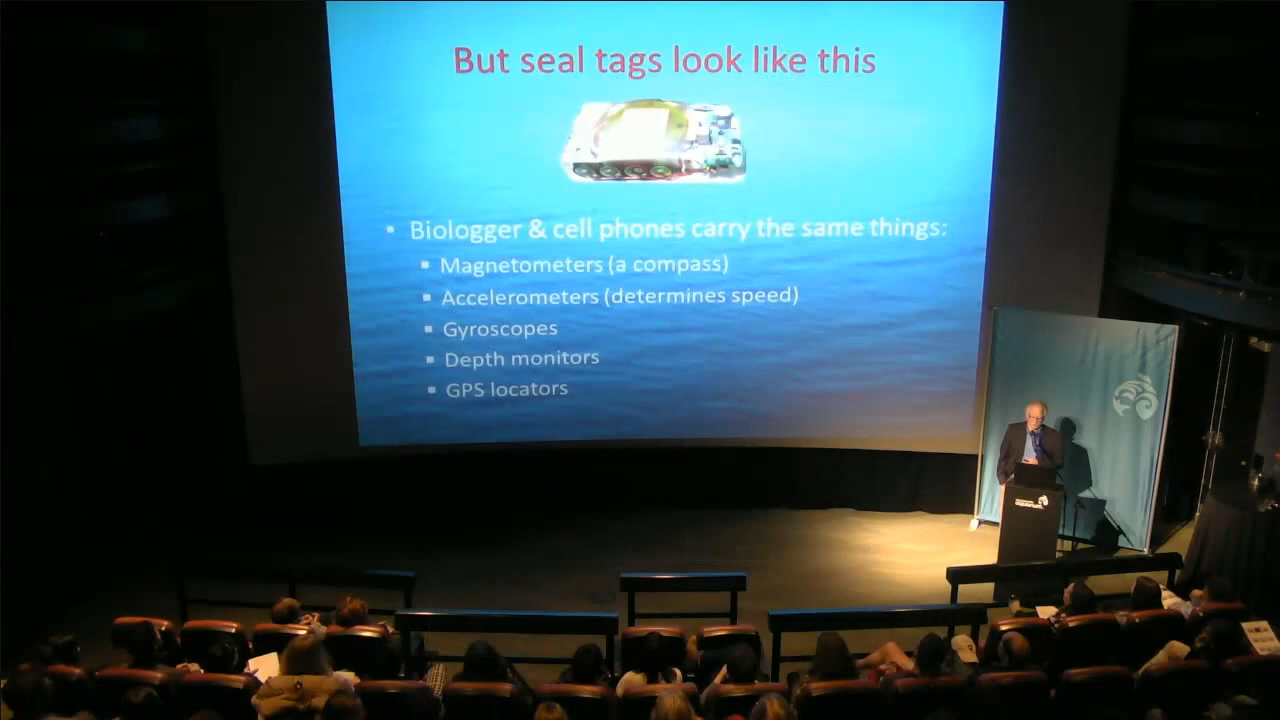 But seal tags look like this
• Biologger & cell phones carry the same things:
▪ Magnetometers (a compass)
▪ Accelerometers (determines speed)
▪ Gyroscopes
▪ Depth monitors
▪ GPS locators